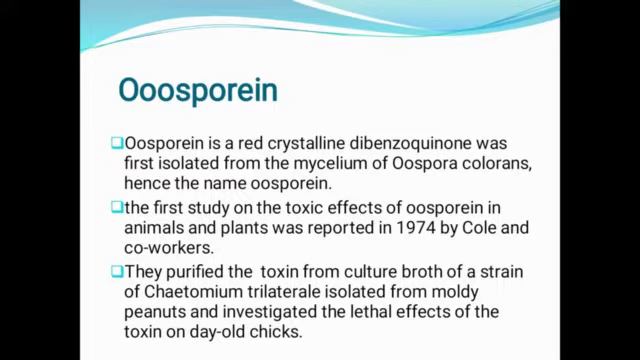 Ooosporein
Oosporein is a red crystalline dibenzoquinone was
first isolated from the mycelium of Oospora colorans,
hence the name oosporein.
the first study on the toxic effects of oosporein in
animals and plants was reported in 1974 by Cole and
co-workers.
They purified the toxin from culture broth of a strain
of Chaetomium trilaterale isolated from moldy
peanuts and investigated the lethal effects of the
toxin on day-old chicks.